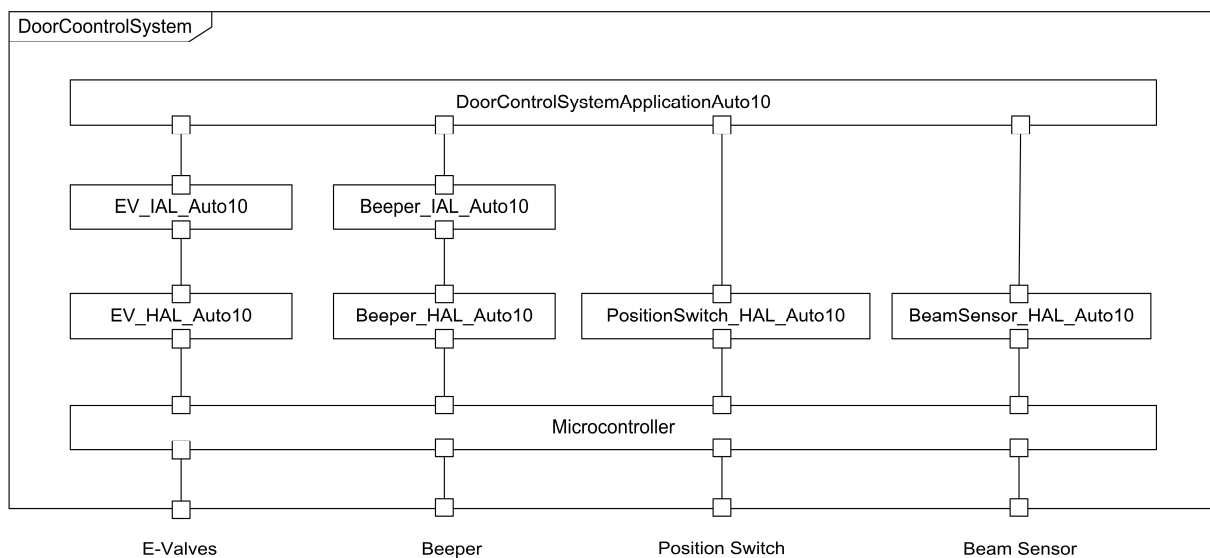 DoorCoontrolSystem
DoorControlSystemApplicationAuto10
EV_IAL_Auto10
Beeper_IAL_Auto10
EV_HAL_Auto10
Beeper_HAL_Auto10
PositionSwitch_HAL_Auto10
BeamSensor_HAL_Auto10
Microcontroller
E-Valves
Beeper
Position Switch
Beam Sensor